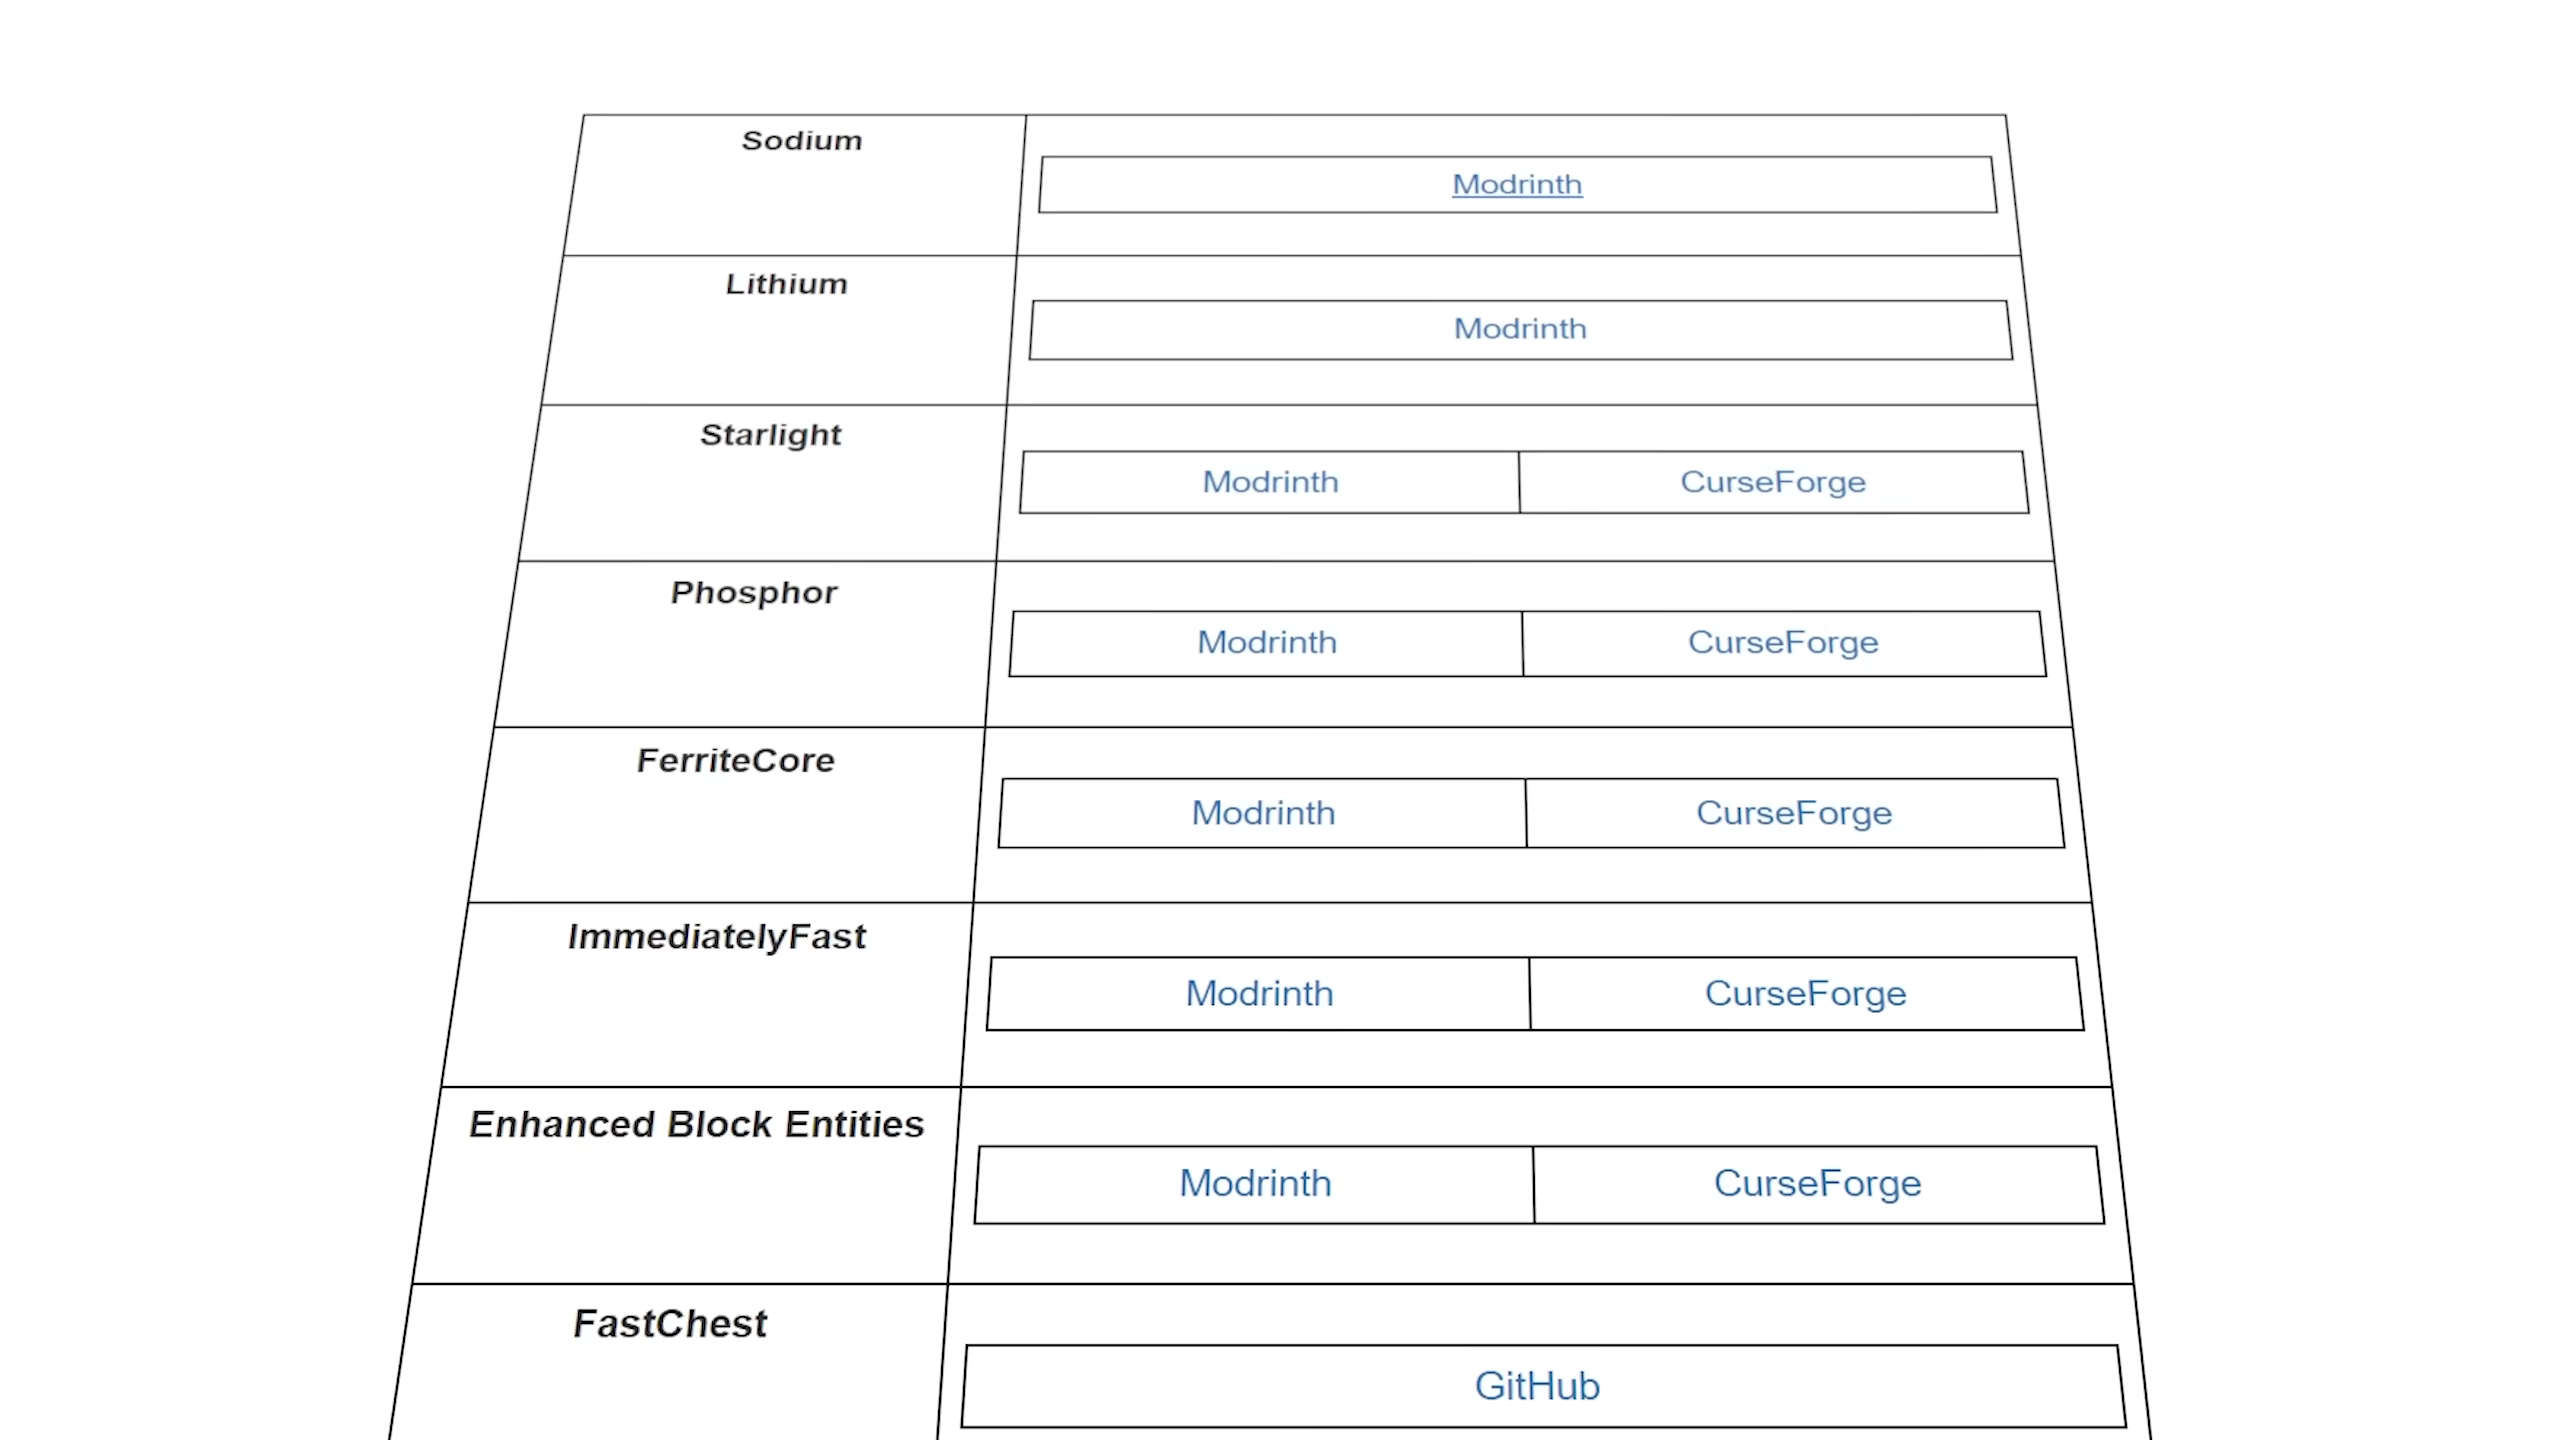 Sodium
Modrinth
Lithium
Modrinth
Starlight
Modrinth CurseForge
Phosphor
Modrinth CurseForge
FerriteCore
Modrinth CurseForge
ImmediatelyFast
Modrinth CurseForge
Enhanced Block Entities
Modrinth CurseForge
FastChest
GitHub